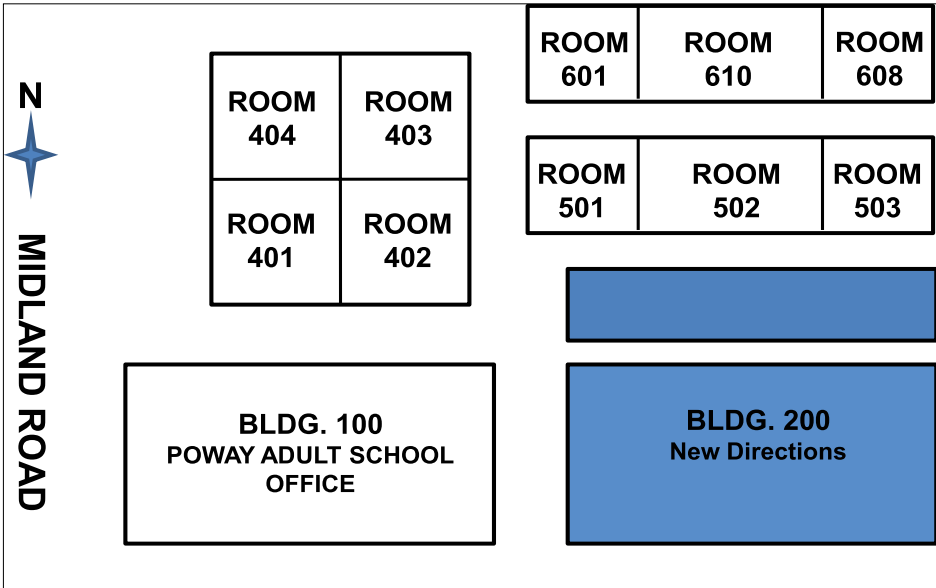 N
MIDLAND ROAD
ROOM
404
ROOM
403
ROOM
401
ROOM
402
ROOM
601
ROOM
610
ROOM
608
ROOM
501
ROOM
502
ROOM
503
BLDG. 100
POWAY ADULT SCHOOL
OFFICE
BLDG. 200
New Directions